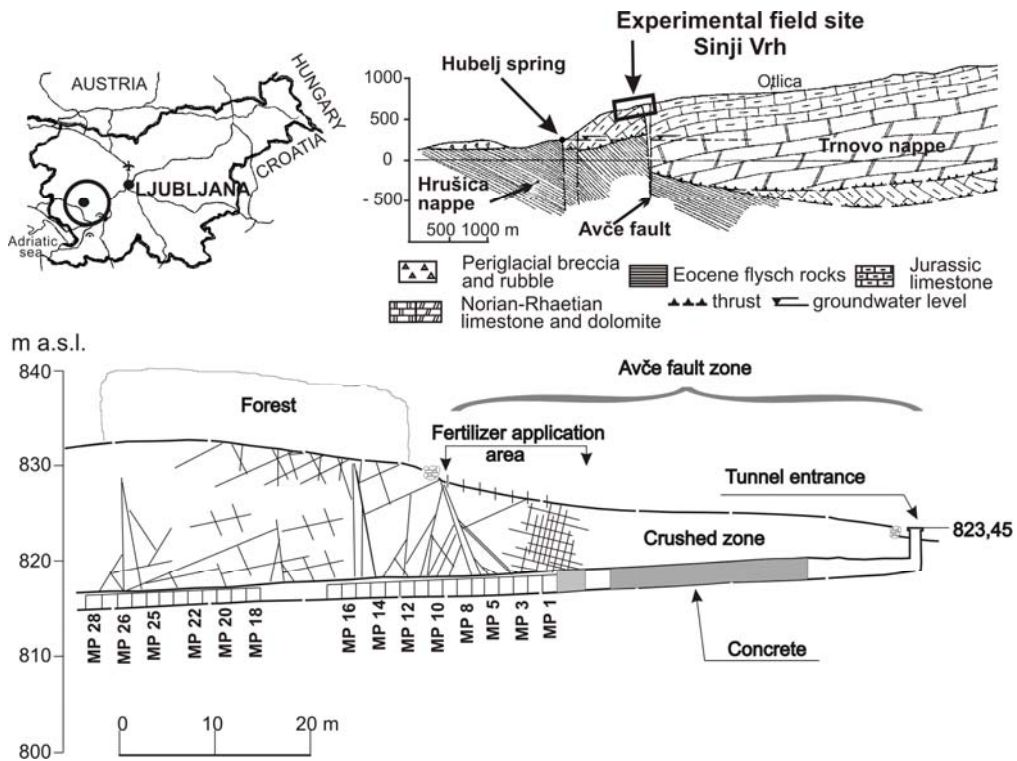 AUSTRIA
HUNGARY
CROATIA
LJUBLJANA
Adriatic
sea
Experimental field site
Sinji Vrh
Hubelj spring
Otlica
1000
500
0
- 500
Trnovo nappe
Hrušica
nappe
Avče fault
500 1000 m
Periglacial breccia
and rubble
Eocene flysch rocks
Jurassic
limestone
Norian-Rhaetian
limestone and dolomite
thrust
groundwater level
m a.s.l.
840
830
820
810
800
Forest
Avče fault zone
Fertilizer application
area
Tunnel entrance
823,45
Crushed zone
Concrete
MP 28
MP 26
MP 25
MP 22
MP 20
MP 18
MP 16
MP 14
MP 12
MP 10
MP 8
MP 5
MP 3
MP 1
0 10 20 m